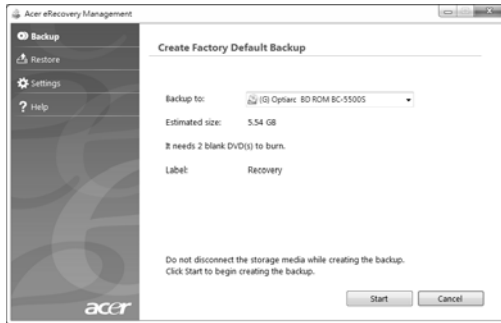 Acer eRecovery Management
Backup
Restore
Settings
Help
Create Factory Default Backup
Backup to: (G) Optiarc BD ROM BC-5500S
Estimated size: 5.54 GB
It needs 2 blank DVD(s) to burn.
Label: Recovery
Do not disconnect the storage media while creating the backup.
Click Start to begin creating the backup.
Start Cancel
acer